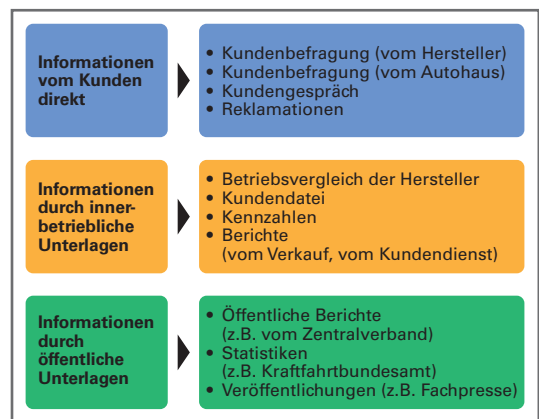 Informationen
vom Kunden
direkt
• Kundenbefragung (vom Hersteller)
• Kundenbefragung (vom Autohaus)
• Kundengespräch
• Reklamationen
Informationen
durch inner-
betriebliche
Unterlagen
• Betriebsvergleich der Hersteller
• Kundendatei
• Kennzahlen
• Berichte
(vom Verkauf, vom Kundendienst)
Informationen
durch
öffentliche
Unterlagen
• Öffentliche Berichte
(z.B. vom Zentralverband)
• Statistiken
(z.B. Kraftfahrtbundesamt)
• Veröffentlichungen (z.B. Fachpresse)